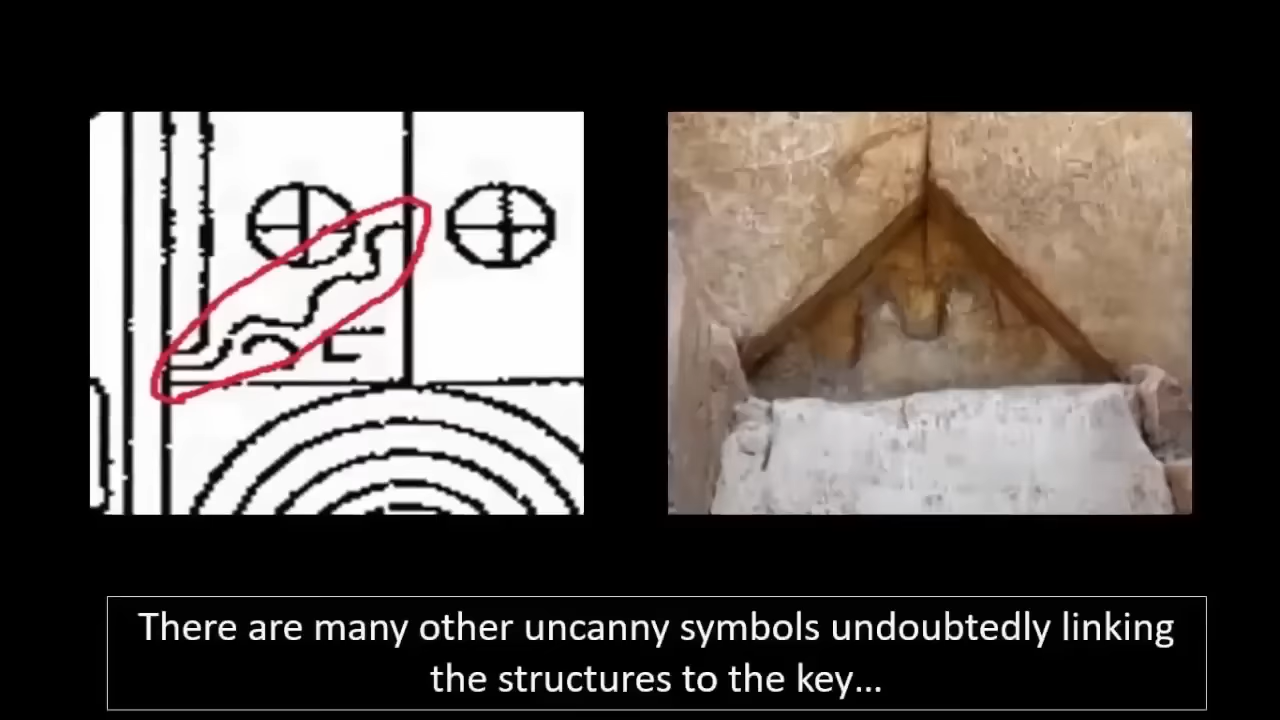 There are many other uncanny symbols undoubtedly linking
the structures to the key…